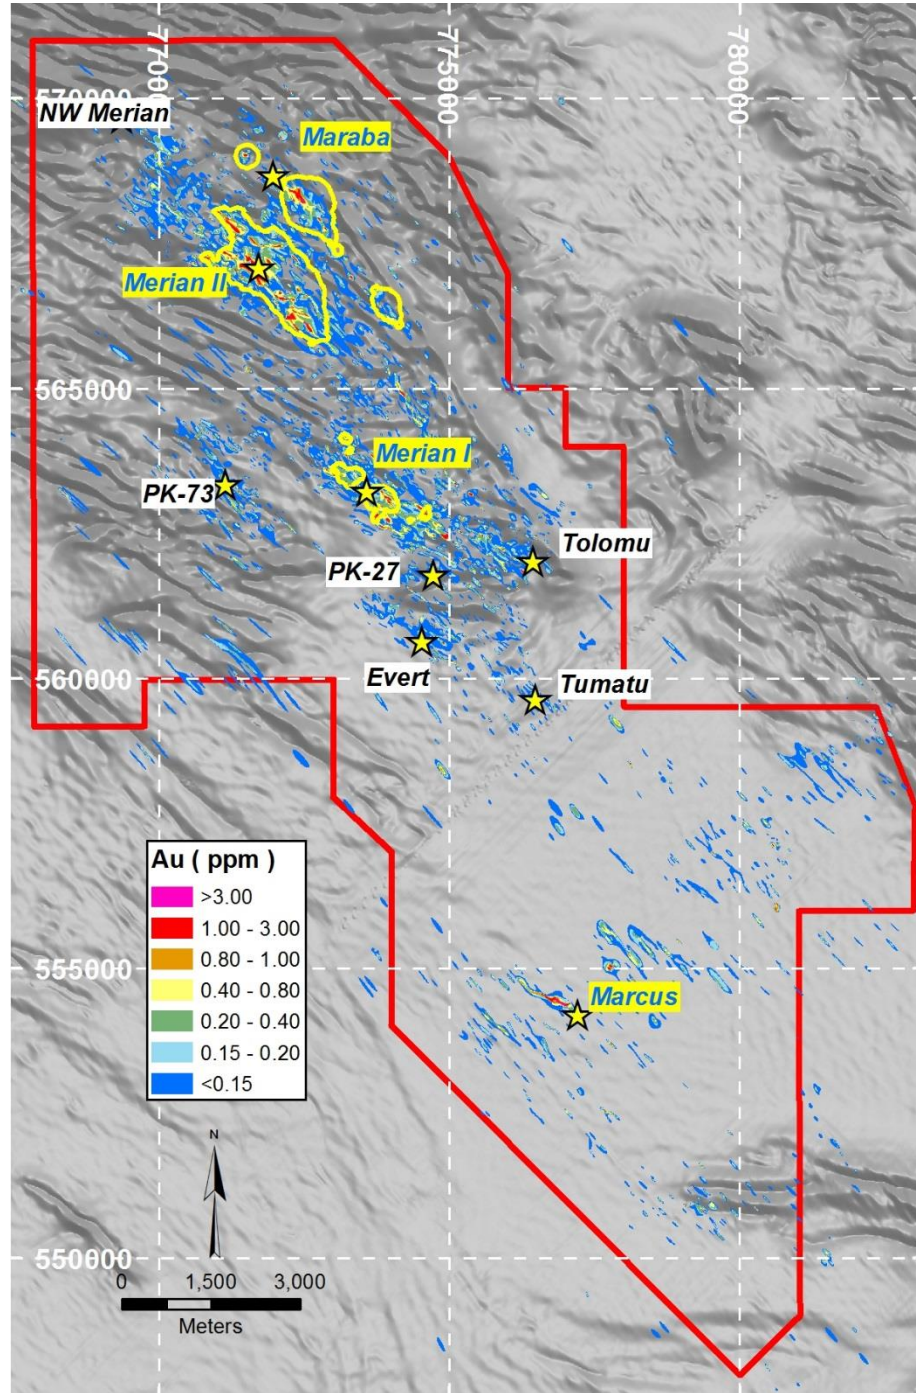 770000
775000
780000
570000
NW Merian
Maraba
Merian II
565000
Merian I
PK-73
Tolomu
PK-27
Evert
560000
Tumatu
Au ( ppm )
>3.00
1.00 - 3.00
0.80 - 1.00
0.40 - 0.80
0.20 - 0.40
0.15 - 0.20
<0.15
555000
Marcus
N
550000
0 1,500 3,000
Meters